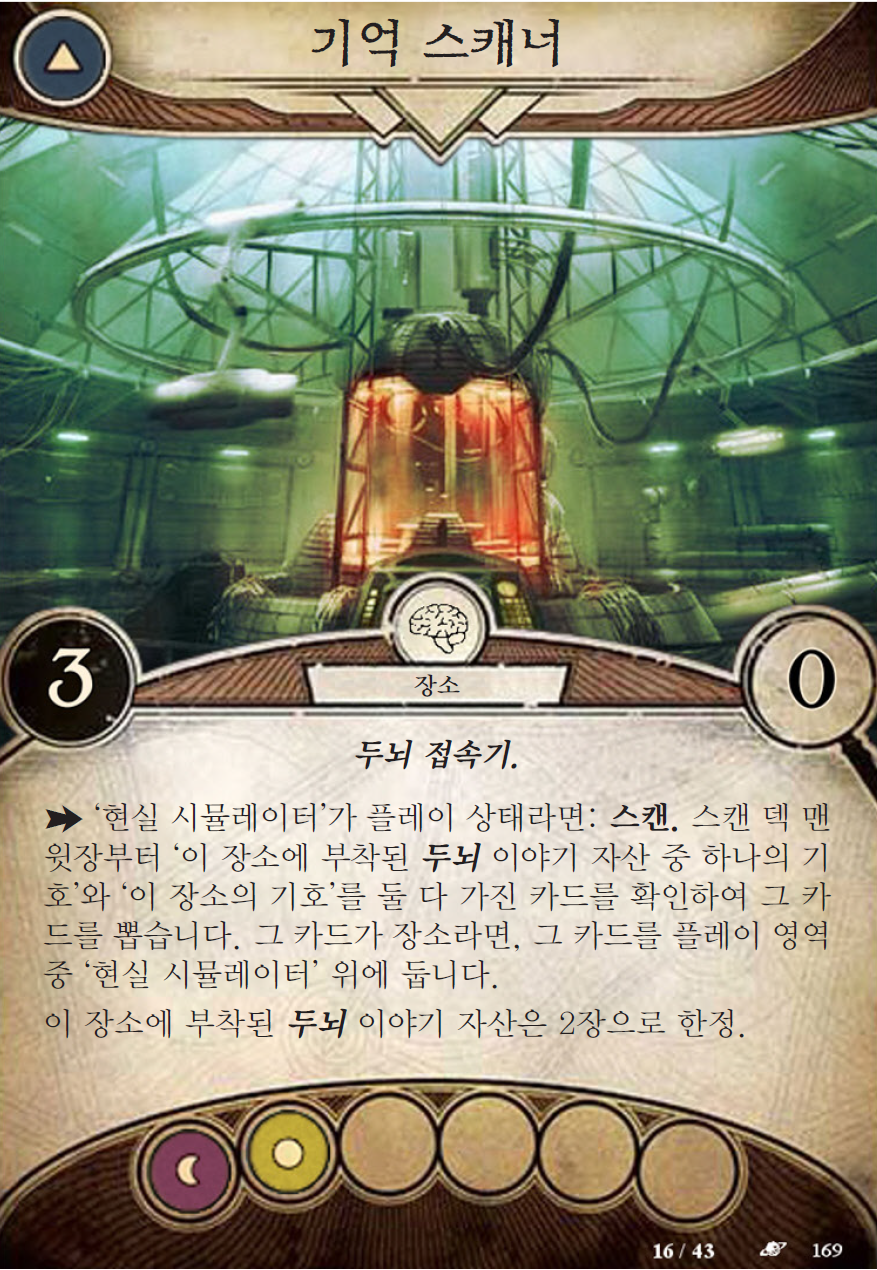 기억 스캐너
3
장소
0
두뇌 접속기.
‘현실 시뮬레이터’가 플레이 상태라면: 스캔. 스캔 덱 맨
윗장부터 ‘이 장소에 부착된 두뇌 이야기 자산 중 하나의 기
호’와 ‘이 장소의 기호’를 둘 다 가진 카드를 확인하여 그 카
드를 뽑습니다. 그 카드가 장소라면, 그 카드를 플레이 영역
중 ‘현실 시뮬레이터’ 위에 둡니다.
이 장소에 부착된 두뇌 이야기 자산은 2장으로 한정.
16 / 43 169